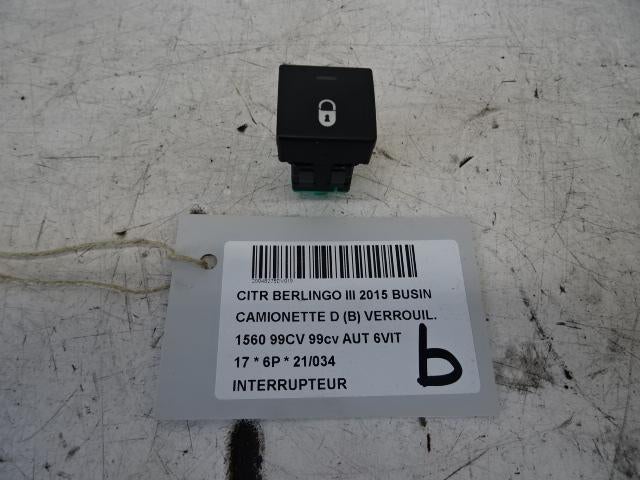 CITR BERLINGO III 2015 BUSIN
CAMIONETTE D (B) VERROUIL.
1560 99CV 99cv AUT 6VIT
17 * 6P * 21/034
INTERRUPTEUR
b